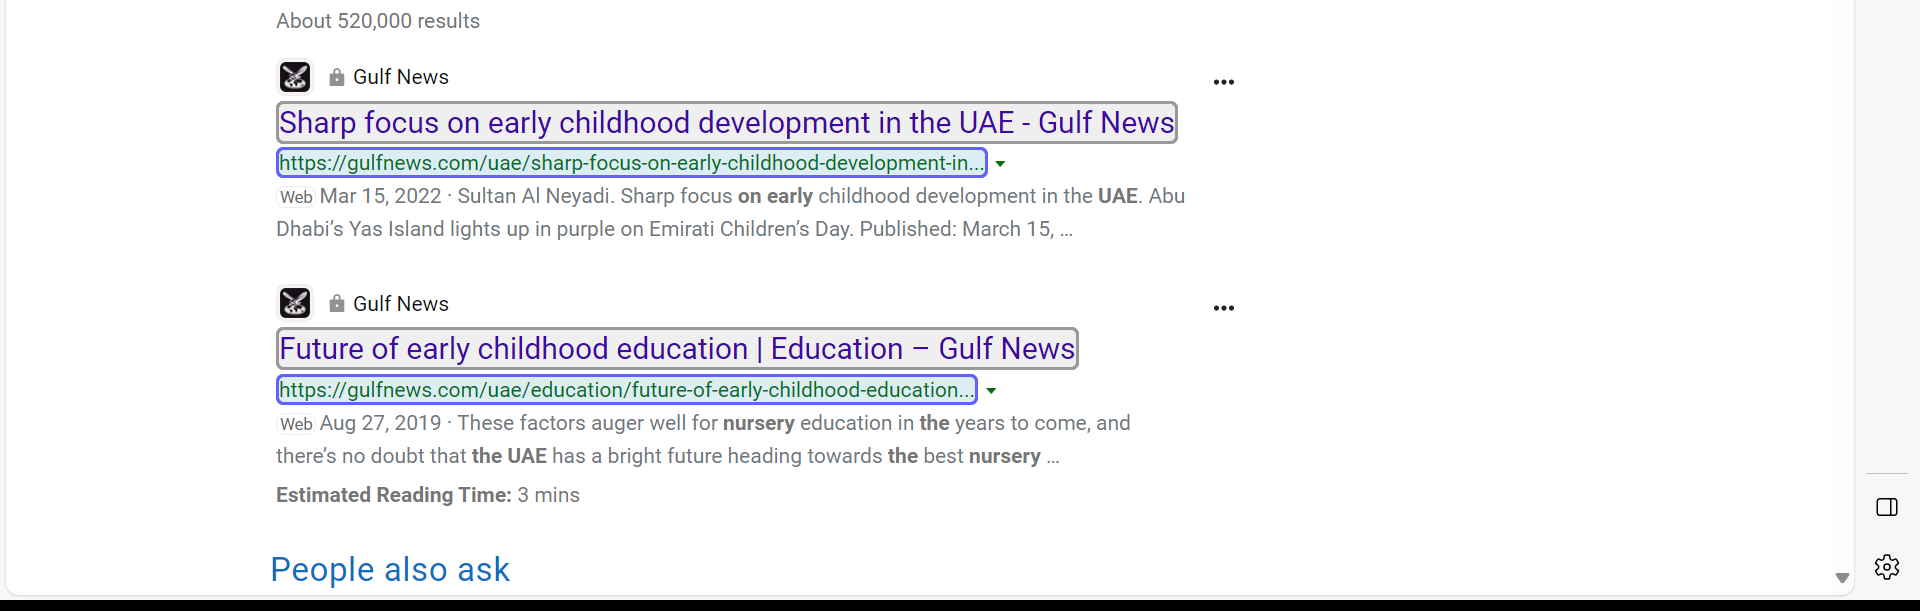 About 520,000 results
Gulf News
Sharp focus on early childhood development in the UAE - Gulf News
https://gulfnews.com/uae/sharp-focus-on-early-childhood-development-in...
Web Mar 15, 2022 · Sultan Al Neyadi. Sharp focus on early childhood development in the UAE. Abu
Dhabi’s Yas Island lights up in purple on Emirati Children’s Day. Published: March 15, ...
Gulf News
Future of early childhood education | Education – Gulf News
https://gulfnews.com/uae/education/future-of-early-childhood-education...
Web Aug 27, 2019 · These factors auger well for nursery education in the years to come, and
there’s no doubt that the UAE has a bright future heading towards the best nursery ...
Estimated Reading Time: 3 mins
People also ask